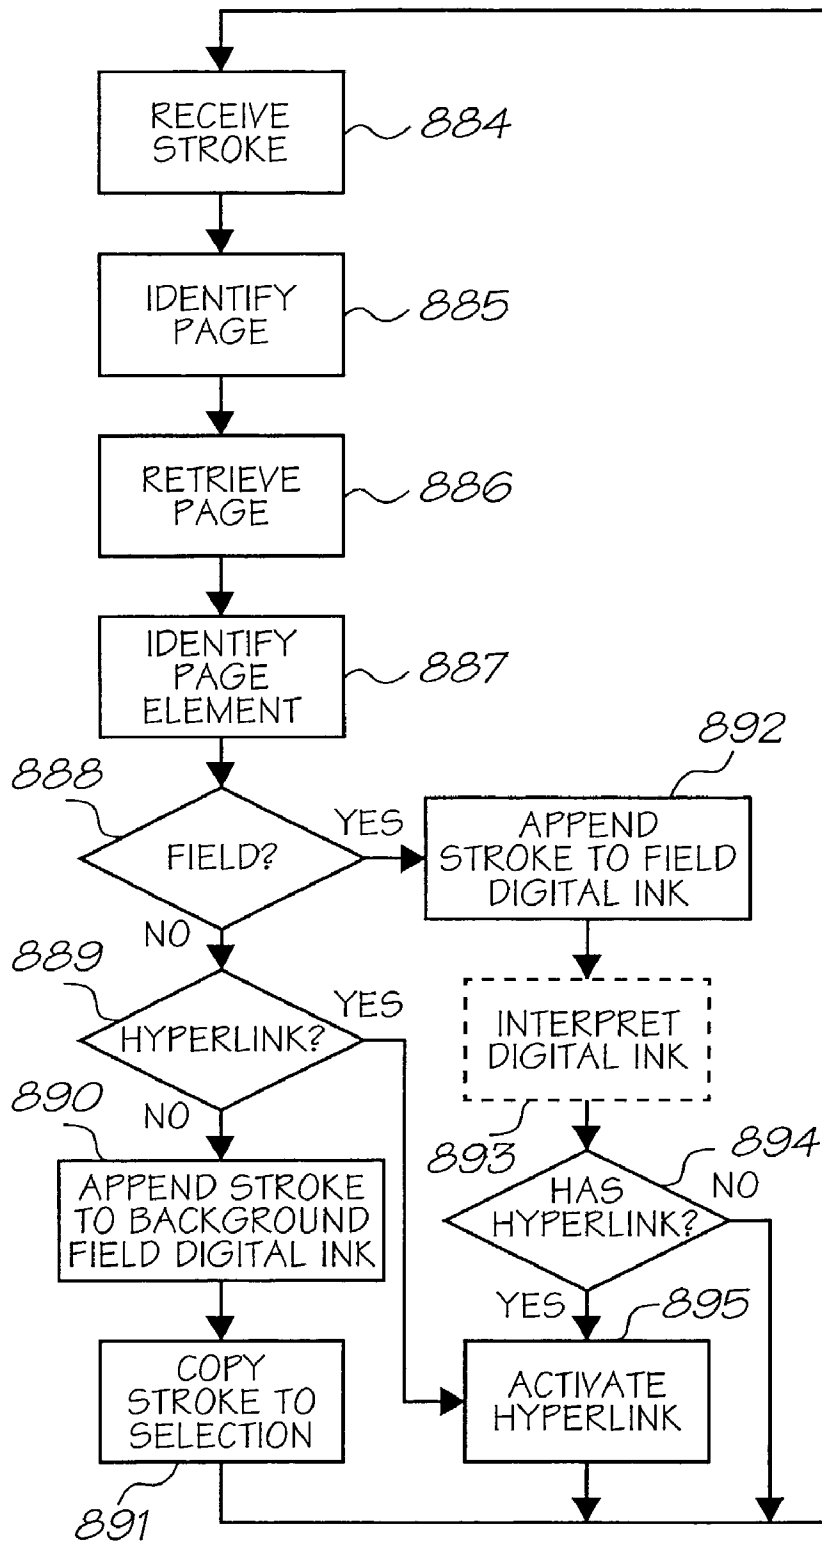 RECEIVE
STROKE
884
IDENTIFY
PAGE
885
RETRIEVE
PAGE
886
IDENTIFY
PAGE
ELEMENT
887
888
FIELD?
YES
NO
892
APPEND
STROKE TO FIELD
DIGITAL INK
889
HYPERLINK?
YES
NO
INTERPRET
DIGITAL INK
893
890
APPEND STROKE
TO BACKGROUND
FIELD DIGITAL INK
894
HAS
HYPERLINK?
NO
YES
895
COPY
STROKE TO
SELECTION
891
ACTIVATE
HYPERLINK